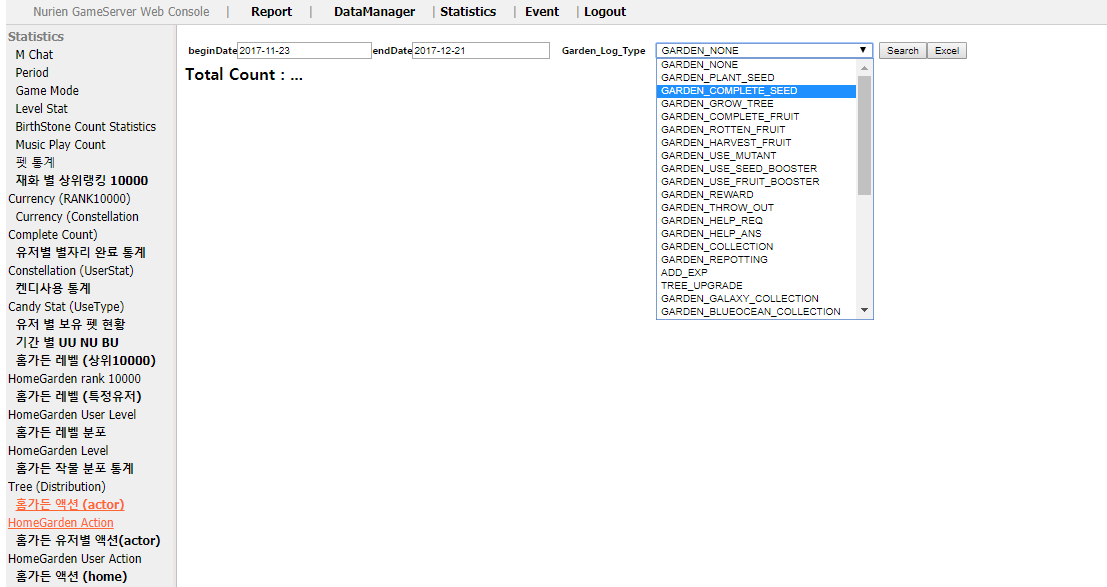 Nurien GameServer Web Console | Report | DataManager | Statistics | Event | Logout
Statistics
M Chat
Period
Game Mode
Level Stat
BirthStone Count Statistics
Music Play Count
펫 통계
재화 별 상위랭킹 10000
Currency (RANK10000)
Currency (Constellation
Complete Count)
유저별 별자리 완료 통계
Constellation (UserStat)
켄디사용 통계
Candy Stat (UseType)
유저 별 보유 펫 현황
기간 별 UU NU BU
홈가든 레벨 (상위10000)
HomeGarden rank 10000
홈가든 레벨 (특정유저)
HomeGarden User Level
홈가든 레벨 분포
HomeGarden Level
홈가든 작물 분포 통계
Tree (Distribution)
홈가든 액션 (actor)
HomeGarden Action
홈가든 유저별 액션(actor)
HomeGarden User Action
홈가든 액션 (home)
beginDate 2017-11-23 endDate 2017-12-21 Garden_Log_Type GARDEN_NONE Search Excel
Total Count : ...
GARDEN_NONE
GARDEN_PLANT_SEED
GARDEN_COMPLETE_SEED
GARDEN_GROW_TREE
GARDEN_COMPLETE_FRUIT
GARDEN_ROTTEN_FRUIT
GARDEN_HARVEST_FRUIT
GARDEN_USE_MUTANT
GARDEN_USE_SEED_BOOSTER
GARDEN_USE_FRUIT_BOOSTER
GARDEN_REWARD
GARDEN_THROW_OUT
GARDEN_HELP_REQ
GARDEN_HELP_ANS
GARDEN_COLLECTION
GARDEN_REPOTTING
ADD_EXP
TREE_UPGRADE
GARDEN_GALAXY_COLLECTION
GARDEN_BLUEOCEAN_COLLECTION